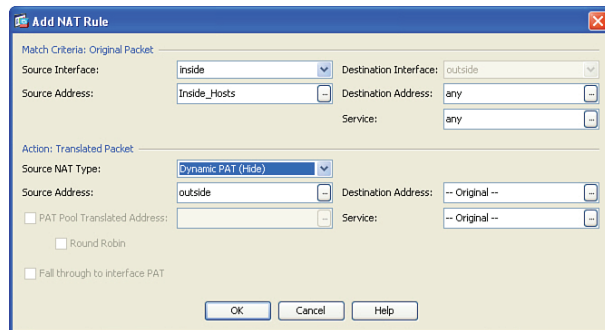 Add NAT Rule
Match Criteria: Original Packet
Source Interface: inside Destination Interface: outside
Source Address: Inside_Hosts ... Destination Address: any ...
Service: any ...
Action: Translated Packet
Source NAT Type: Dynamic PAT (Hide)
Source Address: outside ... Destination Address: -- Original -- ...
PAT Pool Translated Address: ... Service: -- Original -- ...
Round Robin
Fall through to interface PAT
OK Cancel Help